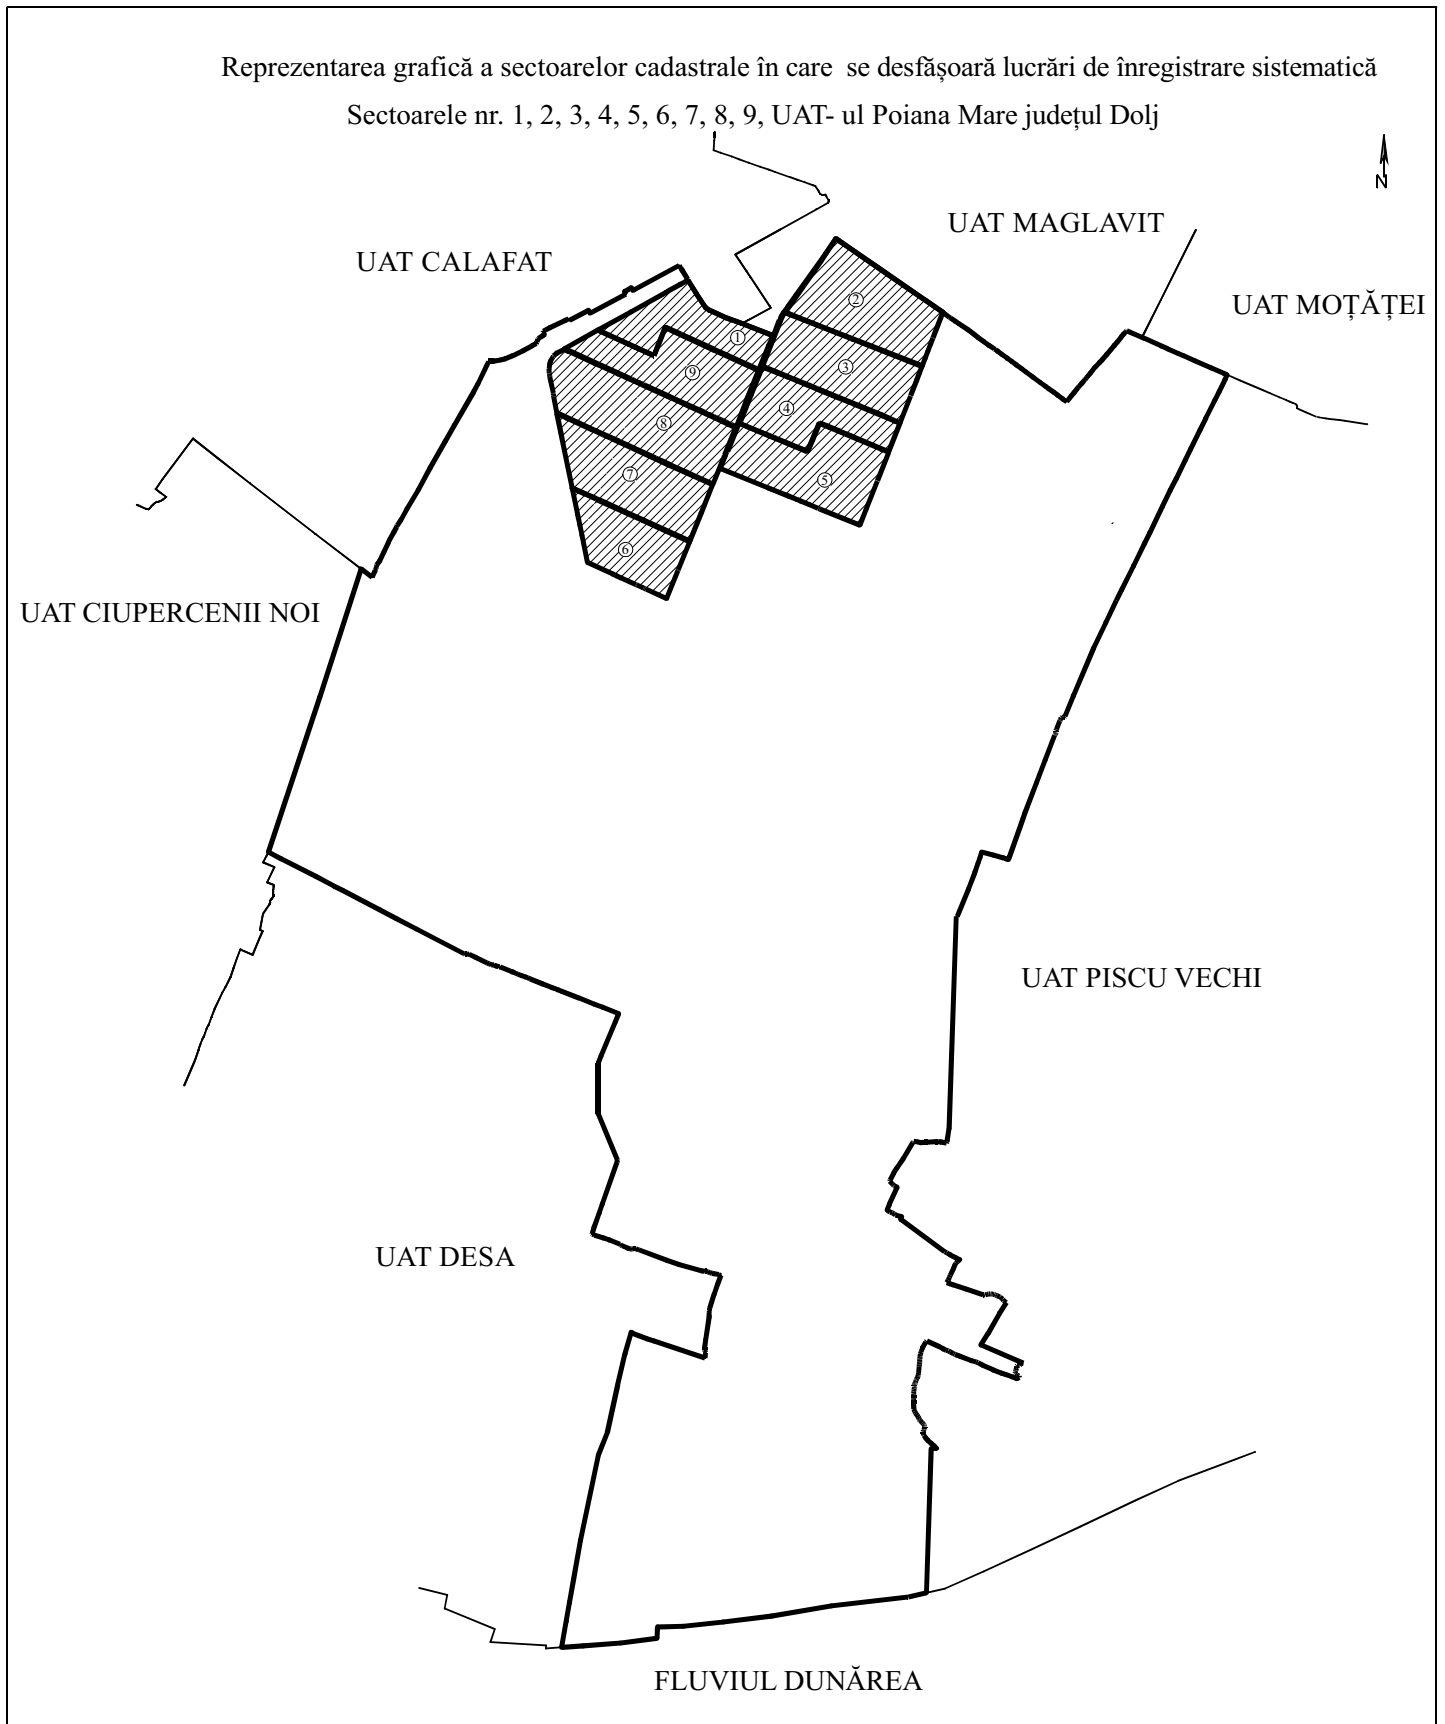 Reprezentarea grafică a sectoarelor cadastrale în care se desfășoară lucrări de înregistrare sistematică
Sectoarele nr. 1, 2, 3, 4, 5, 6, 7, 8, 9, UAT- ul Poiana Mare județul Dolj
N
UAT MAGLAVIT
UAT CALAFAT
UAT MOȚĂȚEI
2
1
3
9
4
8
7
5
6
UAT CIUPERCENII NOI
UAT PISCU VECHI
UAT DESA
FLUVIUL DUNĂREA